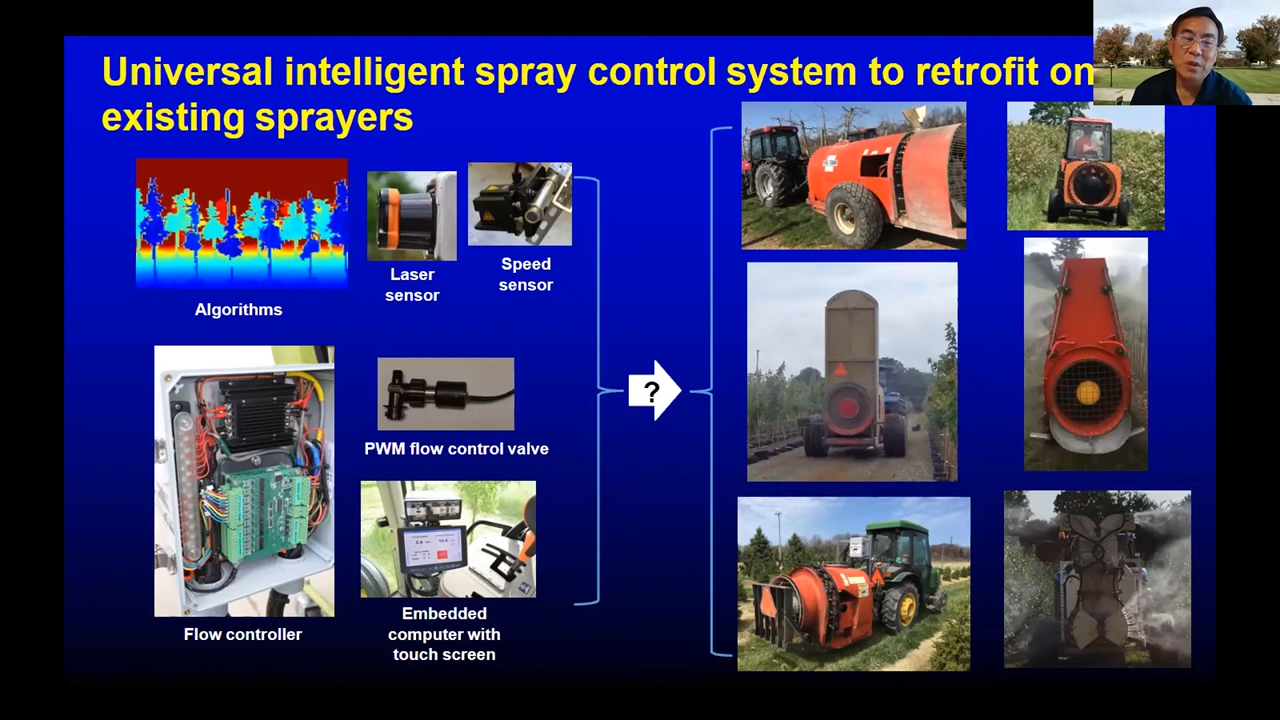 Universal intelligent spray control system to retrofit on
existing sprayers
Algorithms
Laser
sensor
Speed
sensor
?
PWM flow control valve
Flow controller
Embedded
computer with
touch screen